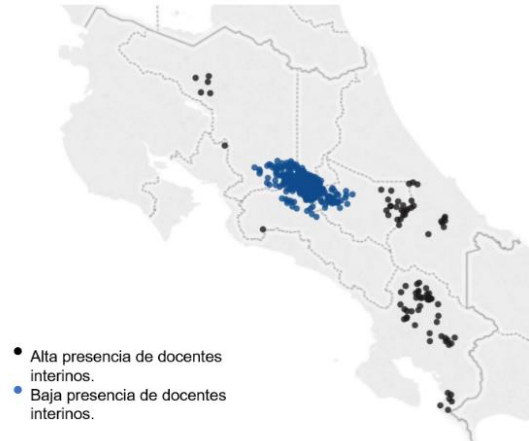 Alta presencia de docentes
interinos.
Baja presencia de docentes
interinos.